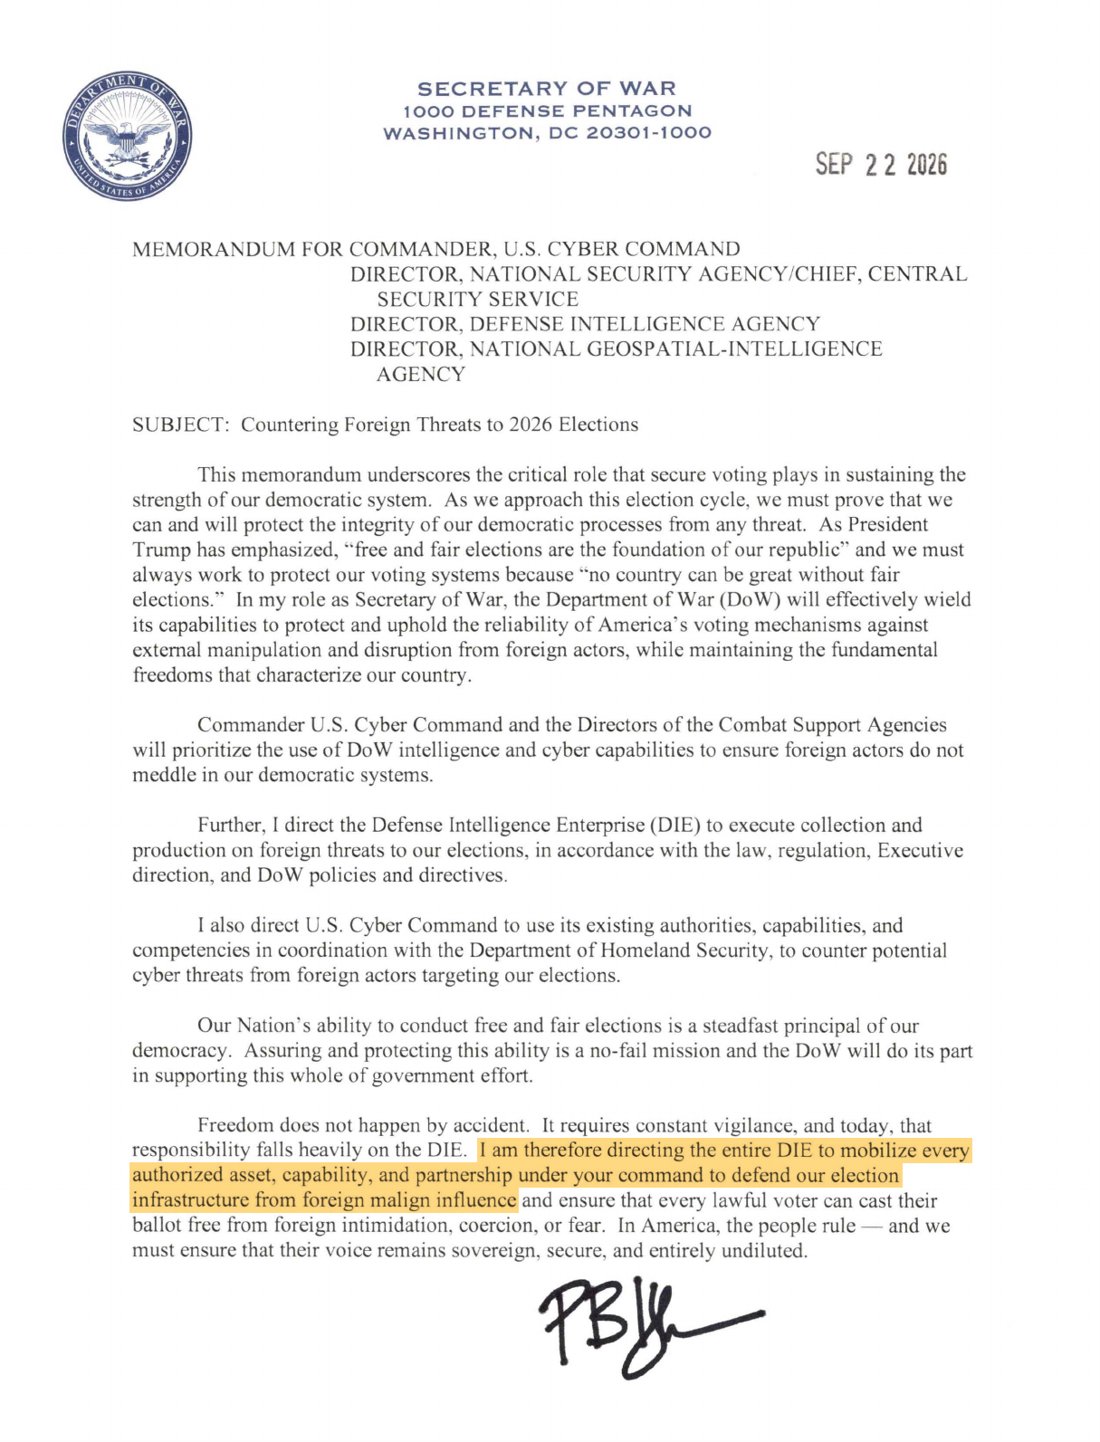 DEPARTMENT OF WAR
UNITED STATES OF AMERICA
SECRETARY OF WAR
1000 DEFENSE PENTAGON
WASHINGTON, DC 20301-1000
SEP 22 2026
MEMORANDUM FOR COMMANDER, U.S. CYBER COMMAND
DIRECTOR, NATIONAL SECURITY AGENCY/CHIEF, CENTRAL
SECURITY SERVICE
DIRECTOR, DEFENSE INTELLIGENCE AGENCY
DIRECTOR, NATIONAL GEOSPATIAL-INTELLIGENCE
AGENCY
SUBJECT: Countering Foreign Threats to 2026 Elections
This memorandum underscores the critical role that secure voting plays in sustaining the
strength of our democratic system. As we approach this election cycle, we must prove that we
can and will protect the integrity of our democratic processes from any threat. As President
Trump has emphasized, “free and fair elections are the foundation of our republic” and we must
always work to protect our voting systems because “no country can be great without fair
elections.” In my role as Secretary of War, the Department of War (DoW) will effectively wield
its capabilities to protect and uphold the reliability of America’s voting mechanisms against
external manipulation and disruption from foreign actors, while maintaining the fundamental
freedoms that characterize our country.
Commander U.S. Cyber Command and the Directors of the Combat Support Agencies
will prioritize the use of DoW intelligence and cyber capabilities to ensure foreign actors do not
meddle in our democratic systems.
Further, I direct the Defense Intelligence Enterprise (DIE) to execute collection and
production on foreign threats to our elections, in accordance with the law, regulation, Executive
direction, and DoW policies and directives.
I also direct U.S. Cyber Command to use its existing authorities, capabilities, and
competencies in coordination with the Department of Homeland Security, to counter potential
cyber threats from foreign actors targeting our elections.
Our Nation’s ability to conduct free and fair elections is a steadfast principal of our
democracy. Assuring and protecting this ability is a no-fail mission and the DoW will do its part
in supporting this whole of government effort.
Freedom does not happen by accident. It requires constant vigilance, and today, that
responsibility falls heavily on the DIE. I am therefore directing the entire DIE to mobilize every
authorized asset, capability, and partnership under your command to defend our election
infrastructure from foreign malign influence and ensure that every lawful voter can cast their
ballot free from foreign intimidation, coercion, or fear. In America, the people rule — and we
must ensure that their voice remains sovereign, secure, and entirely undiluted.